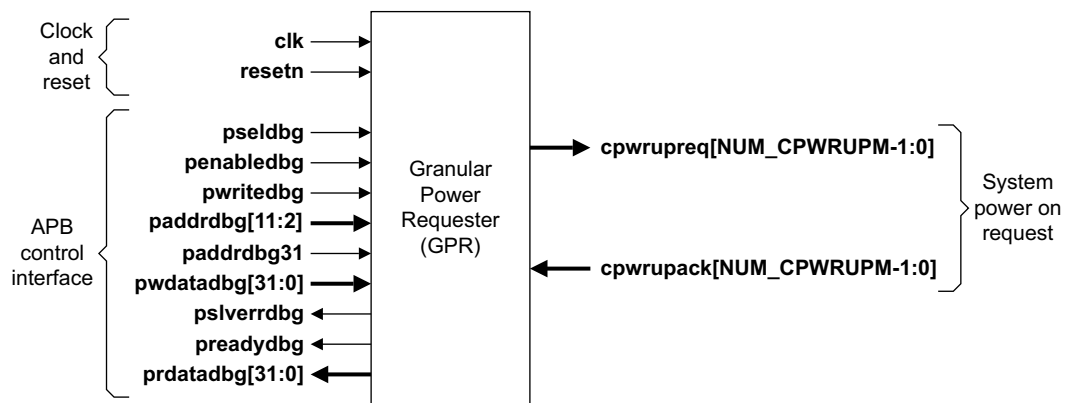 Clock
and
reset
clk
resetn
APB
control
interface
pseldbg
penabledbg
pwritedbg
paddrdbg[11:2]
paddrdbg31
pwdatadbg[31:0]
pslverrdbg
preadydbg
prdatadbg[31:0]
Granular
Power
Requester
(GPR)
cpwrupreq[NUM_CPWRUPM-1:0]
cpwrupack[NUM_CPWRUPM-1:0]
System
power on
request